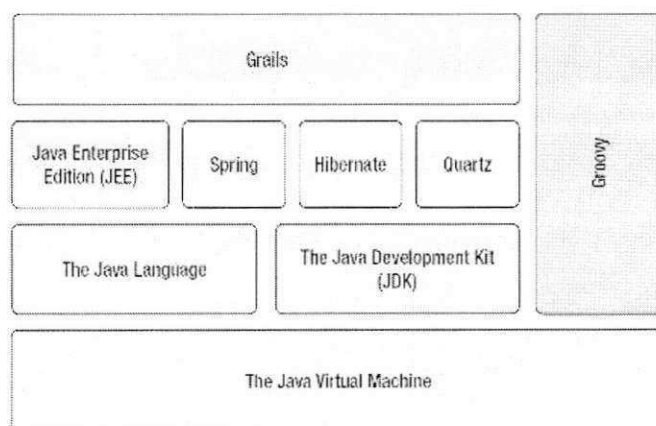 Grails
Java Enterprise
Edition (JEE)
Spring
Hibernate
Quartz
Groovy
The Java Language
The Java Development Kit
(JDK)
The Java Virtual Machine